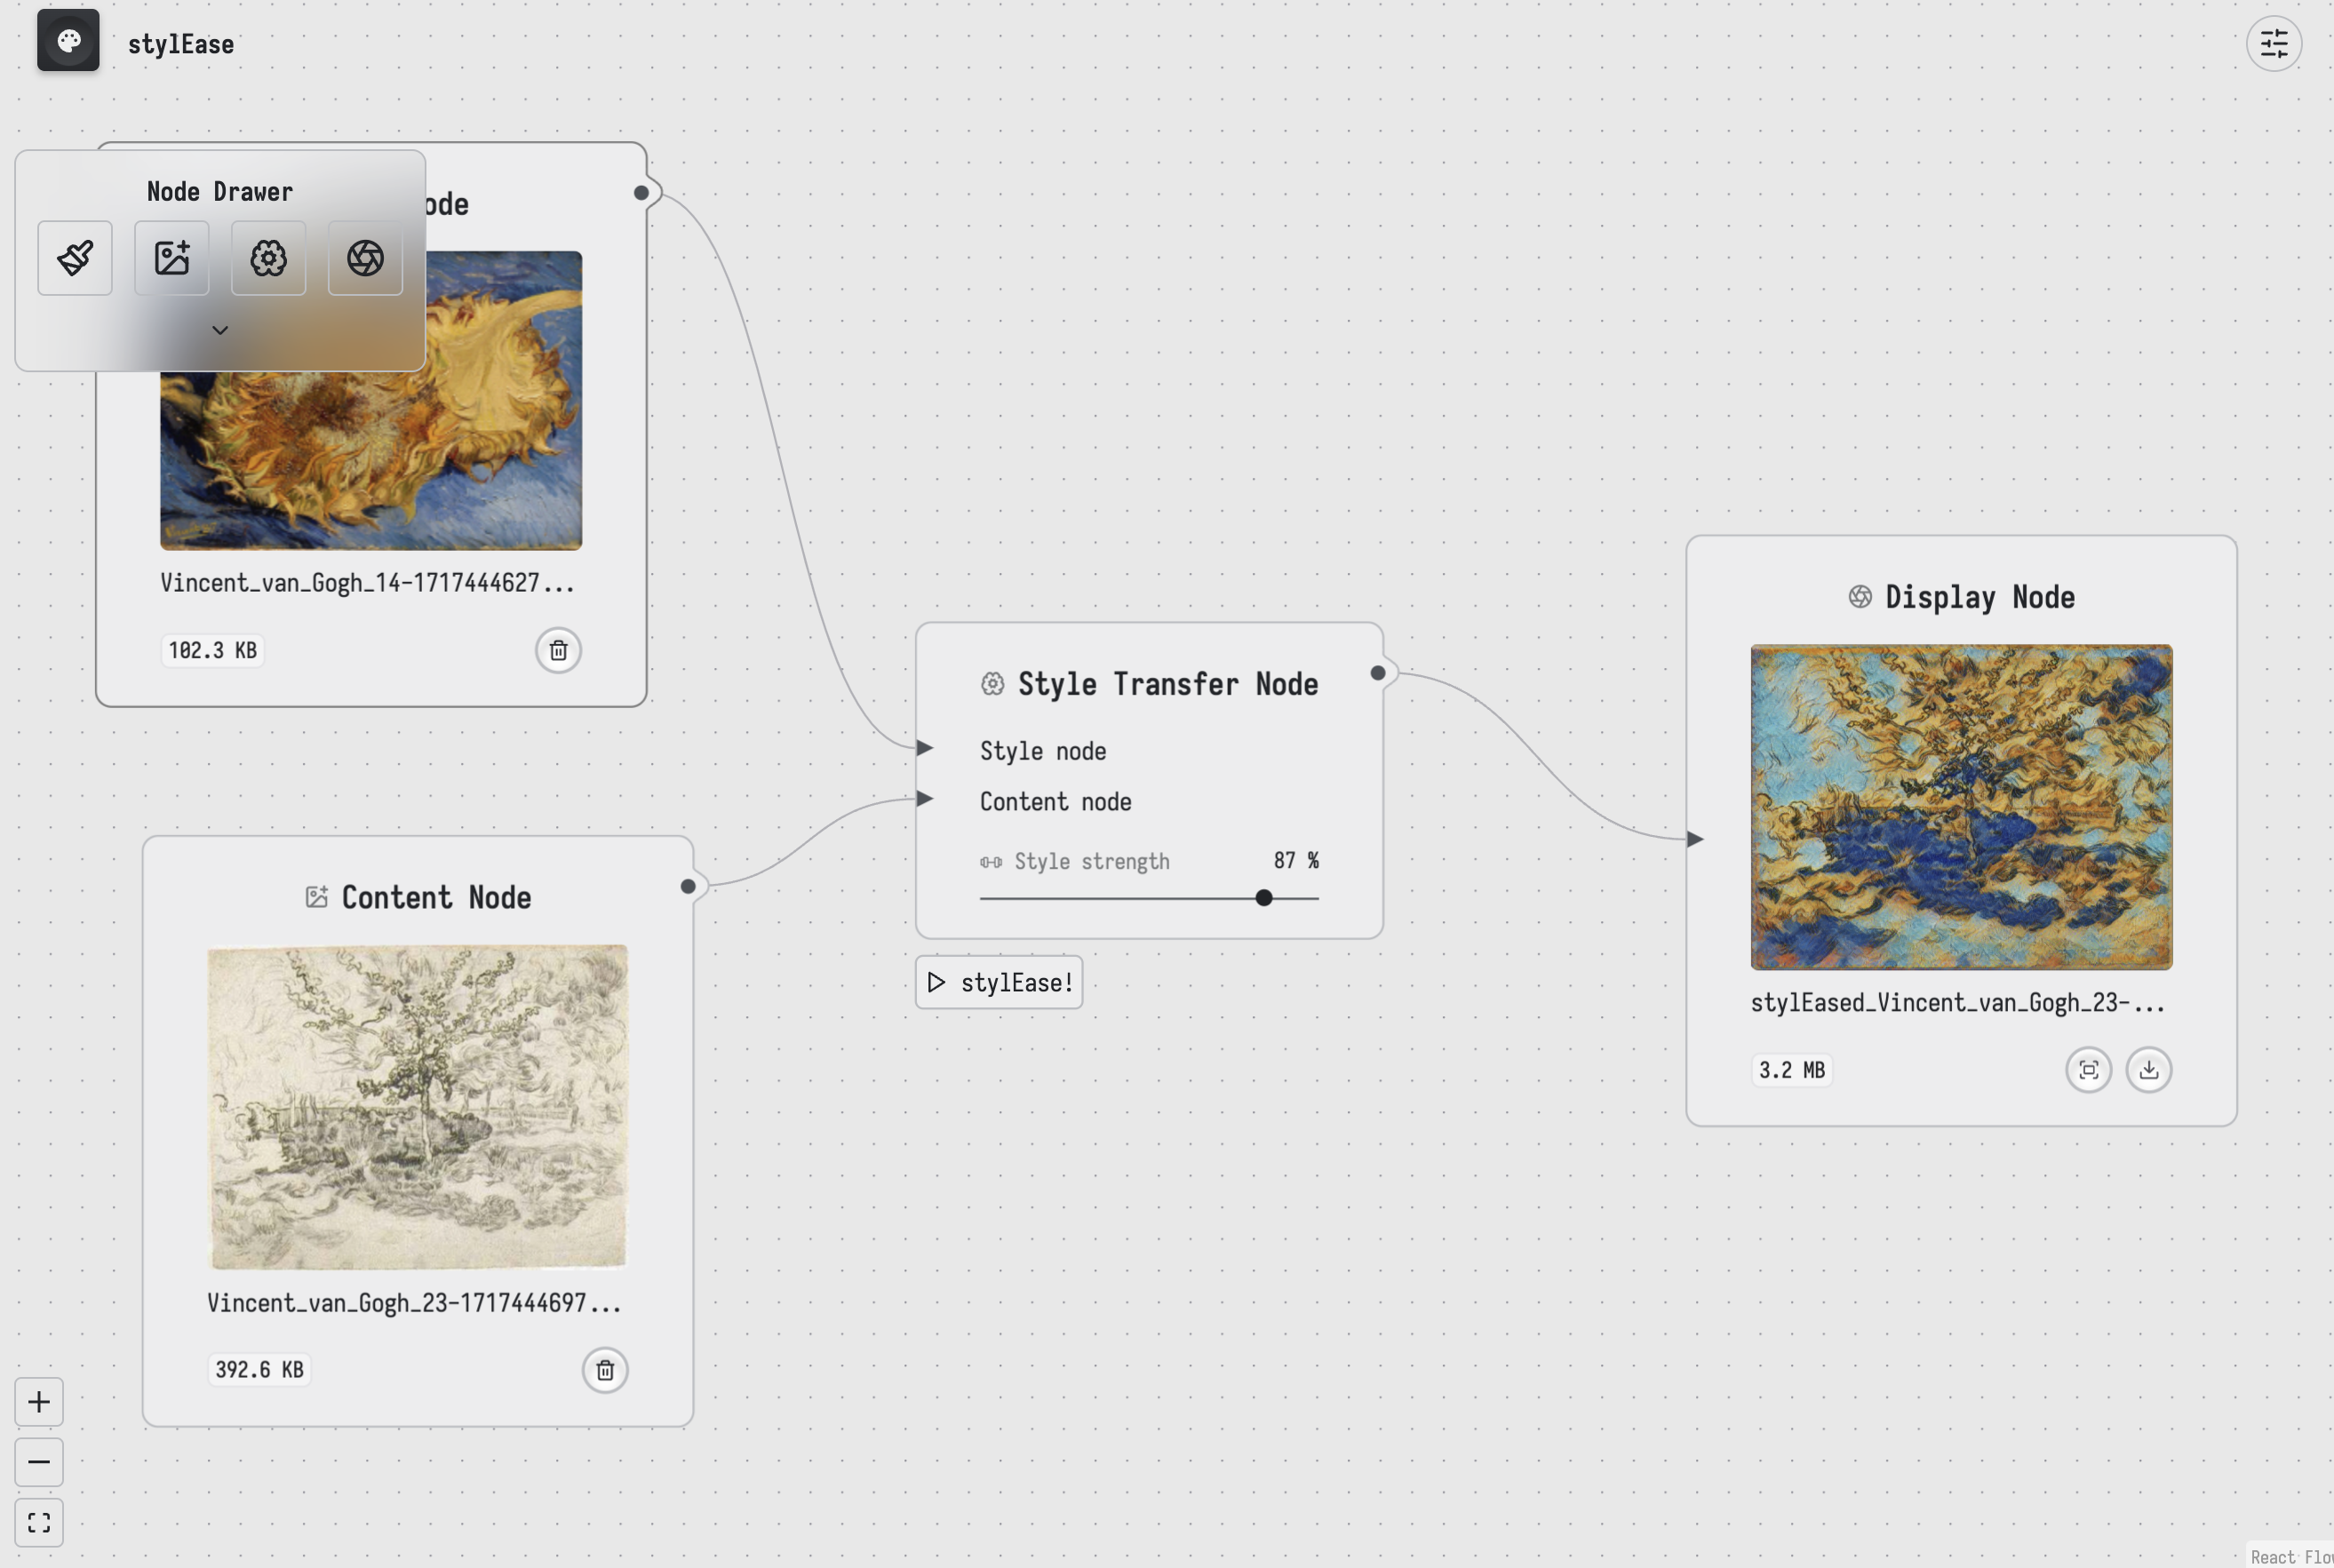 stylEase
Node Drawer
ode
Vincent_van_Gogh_14-1717444627...
102.3 KB
Style Transfer Node
Style node
Content node
Style strength 87 %
stylEase!
Content Node
Vincent_van_Gogh_23-1717444697...
392.6 KB
Display Node
stylEased_Vincent_van_Gogh_23-...
3.2 MB
React Flo